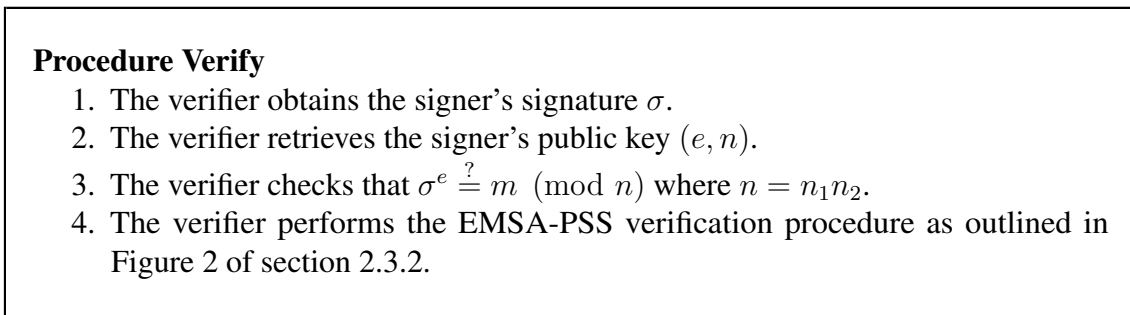 Procedure Verify
1. The verifier obtains the signer's signature σ.
2. The verifier retrieves the signer's public key (e, n).
3. The verifier checks that σ^e ≟ m (mod n) where n = n₁n₂.
4. The verifier performs the EMSA-PSS verification procedure as outlined in
Figure 2 of section 2.3.2.